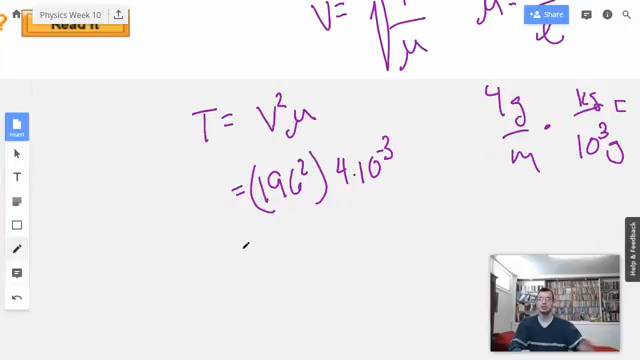 Read It
Physics Week 10
Share
V= √T/μ μ= /ℓ
Insert
T= V²μ
4g/m • kg/10³g =
=(196²) 4·10⁻³
Help & Feedback